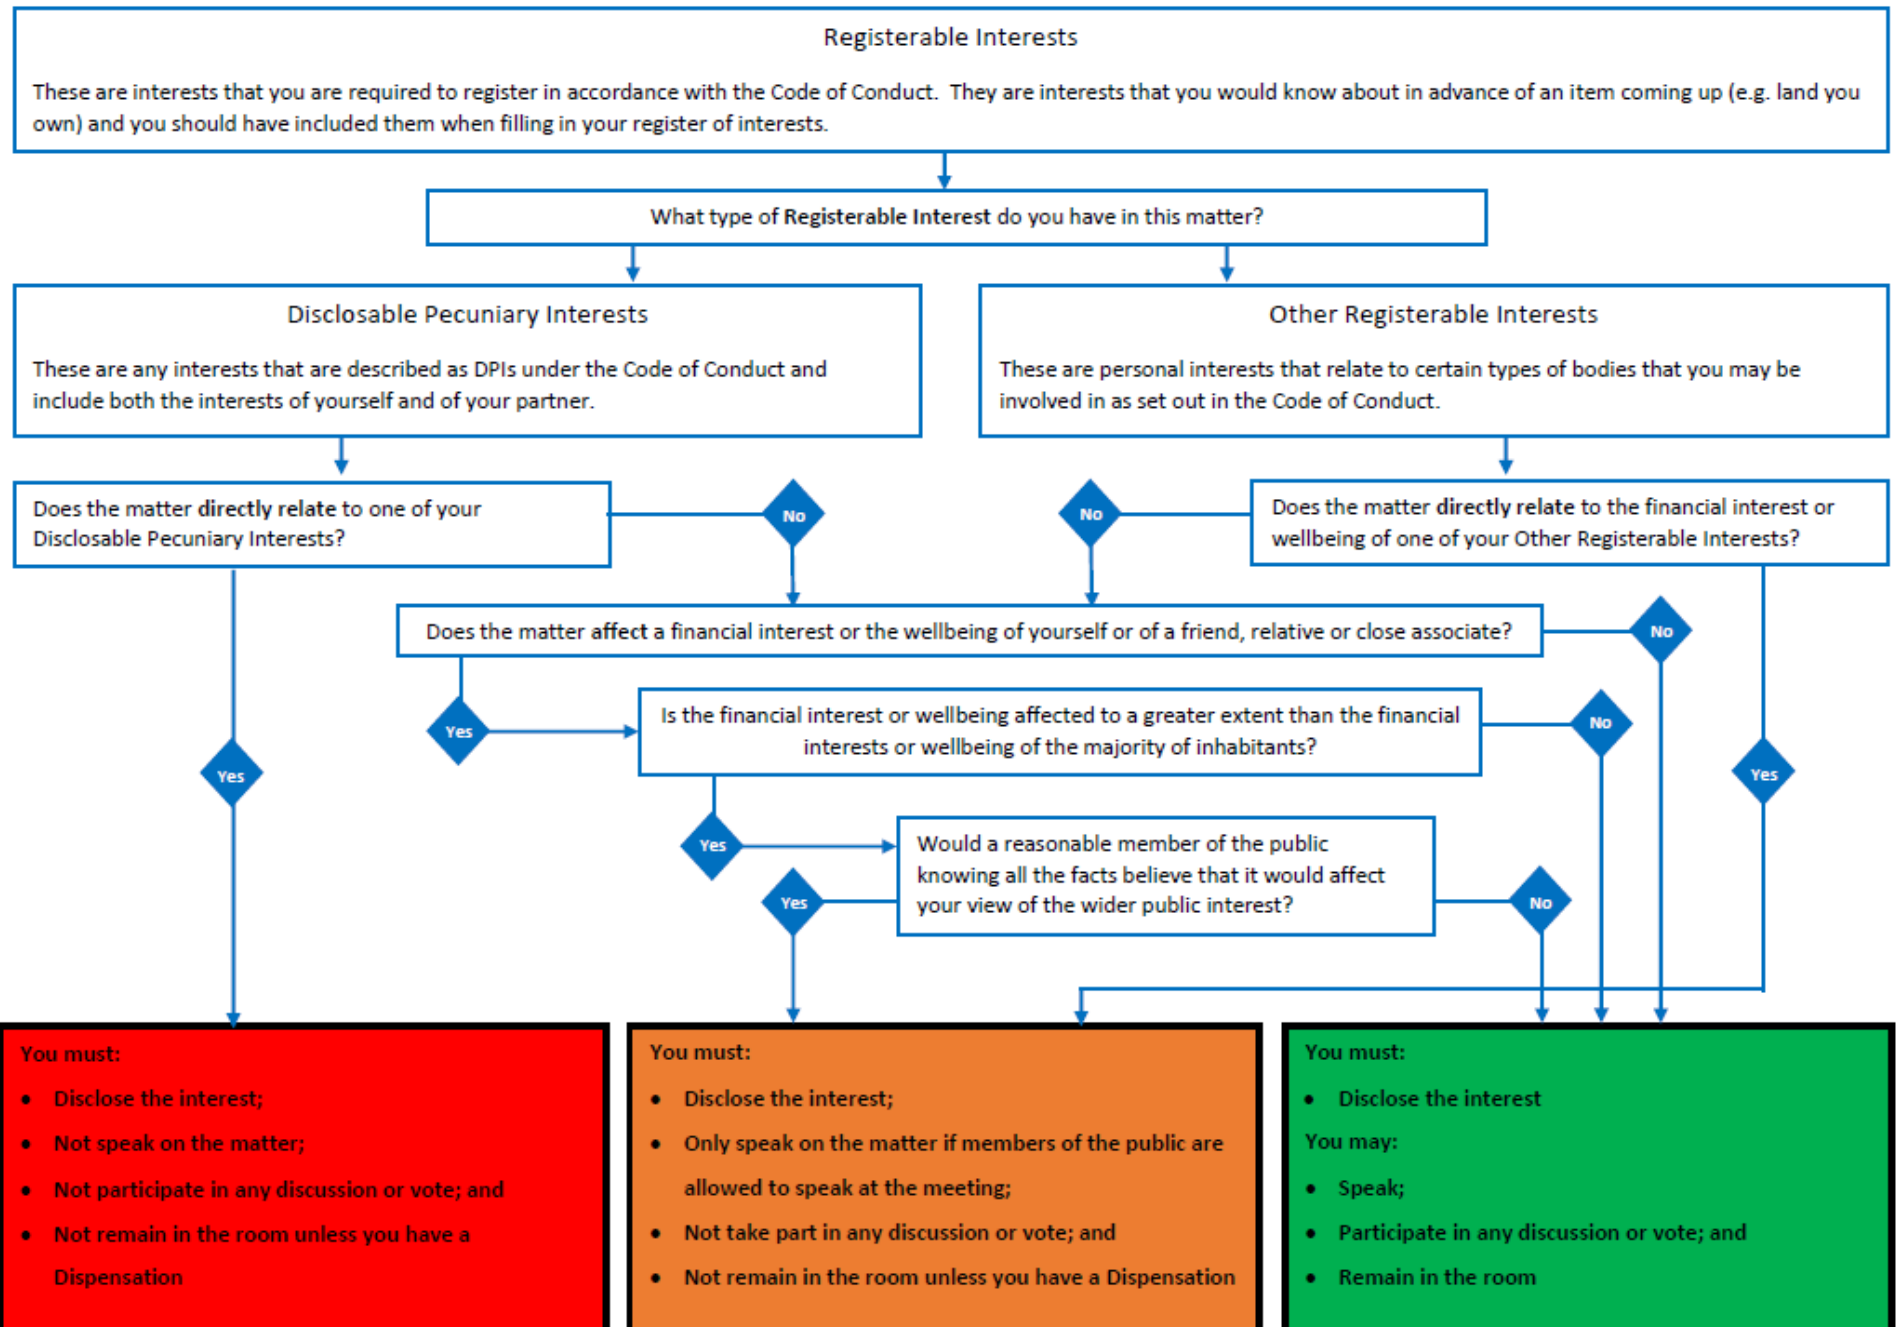 Registerable Interests
These are interests that you are required to register in accordance with the Code of Conduct.  They are interests that you would know about in advance of an item coming up (e.g. land you
own) and you should have included them when filling in your register of interests.
What type of Registerable Interest do you have in this matter?
Disclosable Pecuniary Interests
These are any interests that are described as DPIs under the Code of Conduct and
include both the interests of yourself and of your partner.
Other Registerable Interests
These are personal interests that relate to certain types of bodies that you may be
involved in as set out in the Code of Conduct.
Does the matter directly relate to one of your
Disclosable Pecuniary Interests?
No
No
Does the matter directly relate to the financial interest or
wellbeing of one of your Other Registerable Interests?
Does the matter affect a financial interest or the wellbeing of yourself or of a friend, relative or close associate?
No
Yes
Is the financial interest or wellbeing affected to a greater extent than the financial
interests or wellbeing of the majority of inhabitants?
No
Yes
Yes
Yes
Would a reasonable member of the public
knowing all the facts believe that it would affect
your view of the wider public interest?
Yes
No
You must:
• Disclose the interest;
• Not speak on the matter;
• Not participate in any discussion or vote; and
• Not remain in the room unless you have a
Dispensation
You must:
• Disclose the interest;
• Only speak on the matter if members of the public are
allowed to speak at the meeting;
• Not take part in any discussion or vote; and
• Not remain in the room unless you have a Dispensation
You must:
• Disclose the interest
You may:
• Speak;
• Participate in any discussion or vote; and
• Remain in the room